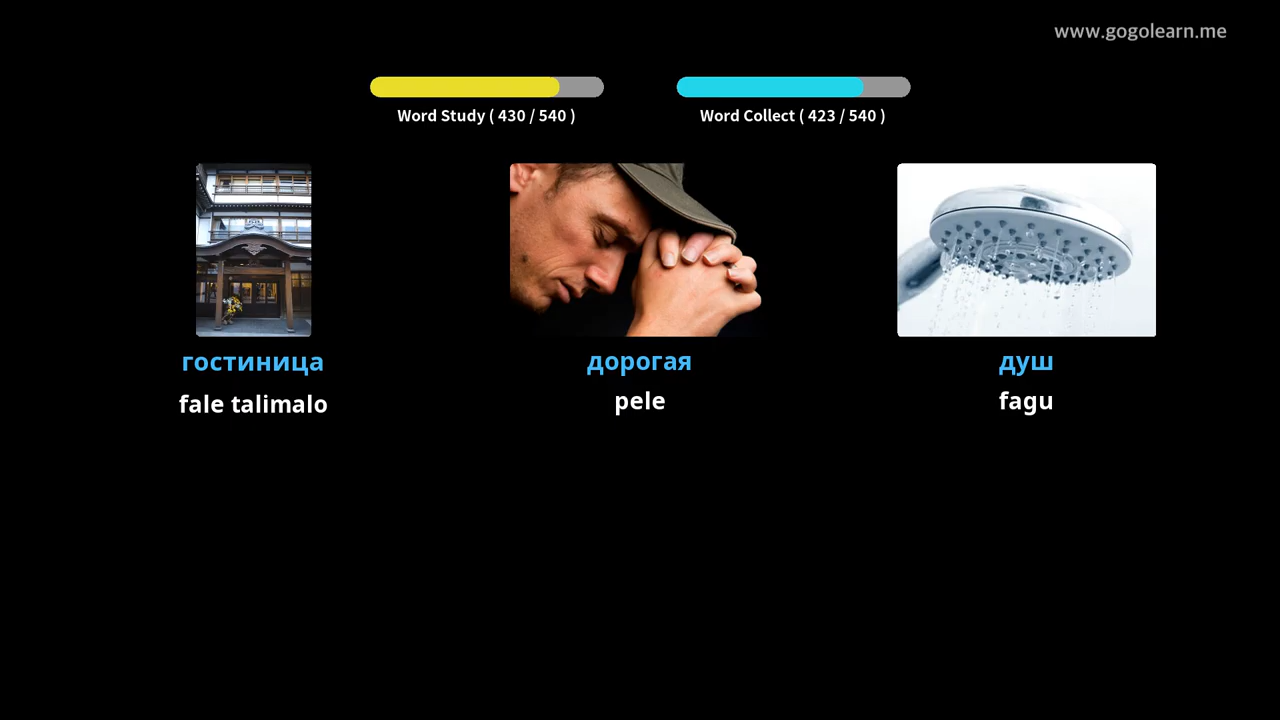 www.gogolearn.me
Word Study ( 430 / 540 )
Word Collect ( 423 / 540 )
гостиница
дорогая
душ
fale talimalo
pele
fagu